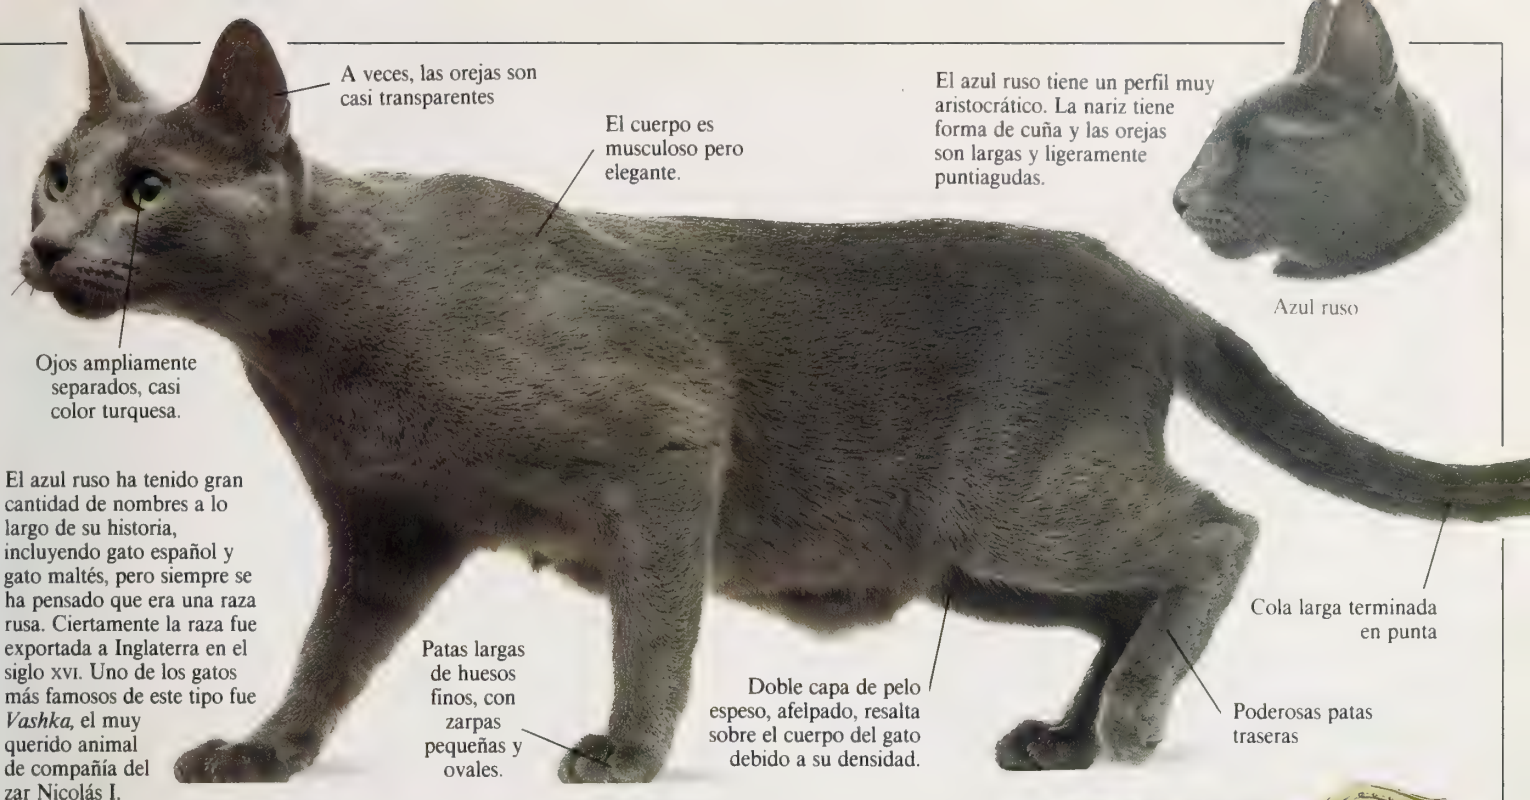 A veces, las orejas son
casi transparentes
El cuerpo es
musculoso pero
elegante.
El azul ruso tiene un perfil muy
aristocrático. La nariz tiene
forma de cuña y las orejas
son largas y ligeramente
puntiagudas.
Azul ruso
Ojos ampliamente
separados, casi
color turquesa.
El azul ruso ha tenido gran
cantidad de nombres a lo
largo de su historia,
incluyendo gato español y
gato maltés, pero siempre se
ha pensado que era una raza
rusa. Ciertamente la raza fue
exportada a Inglaterra en el
siglo XVI. Uno de los gatos
más famosos de este tipo fue
Vashka, el muy
querido animal
de compañía del
zar Nicolás I.
Patas largas
de huesos
finos, con
zarpas
pequeñas y
ovales.
Doble capa de pelo
espeso, afelpado, resalta
sobre el cuerpo del gato
debido a su densidad.
Cola larga terminada
en punta
Poderosas patas
traseras